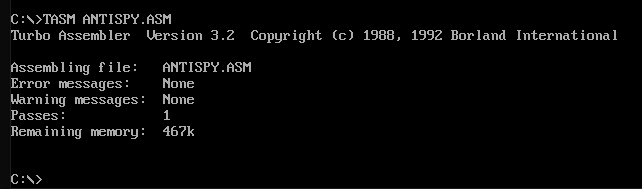 C:\>TASM ANTISPY.ASM
Turbo Assembler  Version 3.2  Copyright (c) 1988, 1992 Borland International
Assembling file:   ANTISPY.ASM
Error messages:    None
Warning messages:  None
Passes:            1
Remaining memory:  467k
C:\>